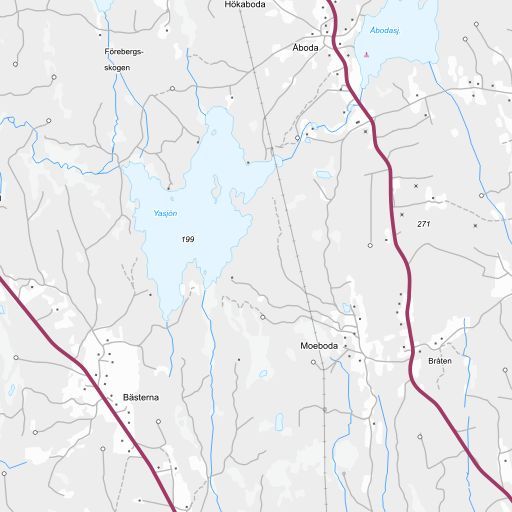 Hökaboda
Åbodasj.
Åboda
Förebergs-
skogen
Yasjön
199
271
Moeboda
Bråten
Bästerna